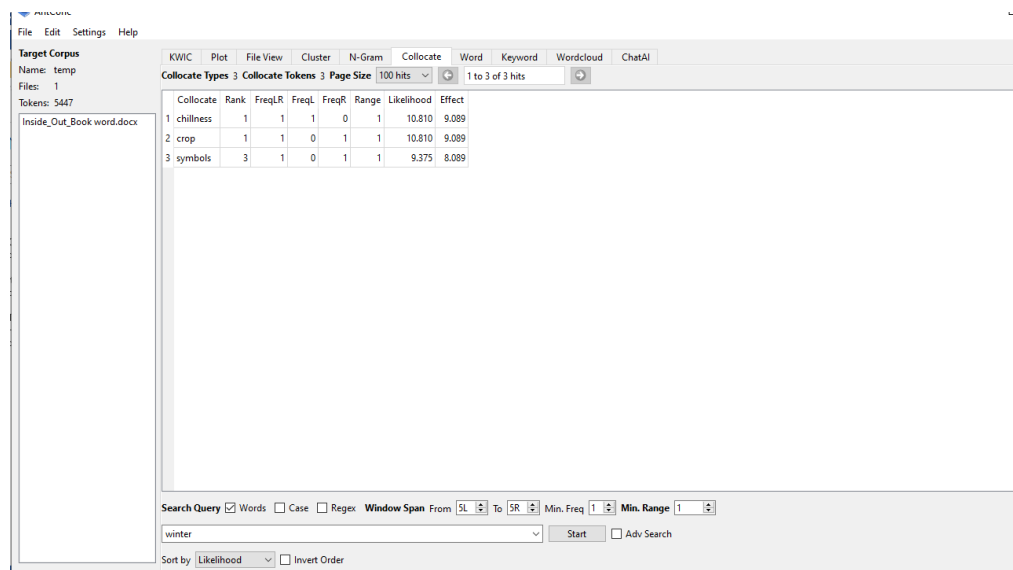 AntConc
File Edit Settings Help
Target Corpus
Name: temp
Files: 1
Tokens: 5447
Inside_Out_Book word.docx
KWIC Plot File View Cluster N-Gram Collocate Word Keyword Wordcloud ChatAI
Collocate Types 3 Collocate Tokens 3 Page Size 100 hits 1 to 3 of 3 hits
Collocate Rank FreqLR FreqL FreqR Range Likelihood Effect
1 chillness 1 1 1 0 1 10.810 9.089
2 crop 1 1 0 1 1 10.810 9.089
3 symbols 3 1 0 1 1 9.375 8.089
Search Query Words Case Regex Window Span From 5L To 5R Min. Freq 1 Min. Range 1
winter Start Adv Search
Sort by Likelihood Invert Order